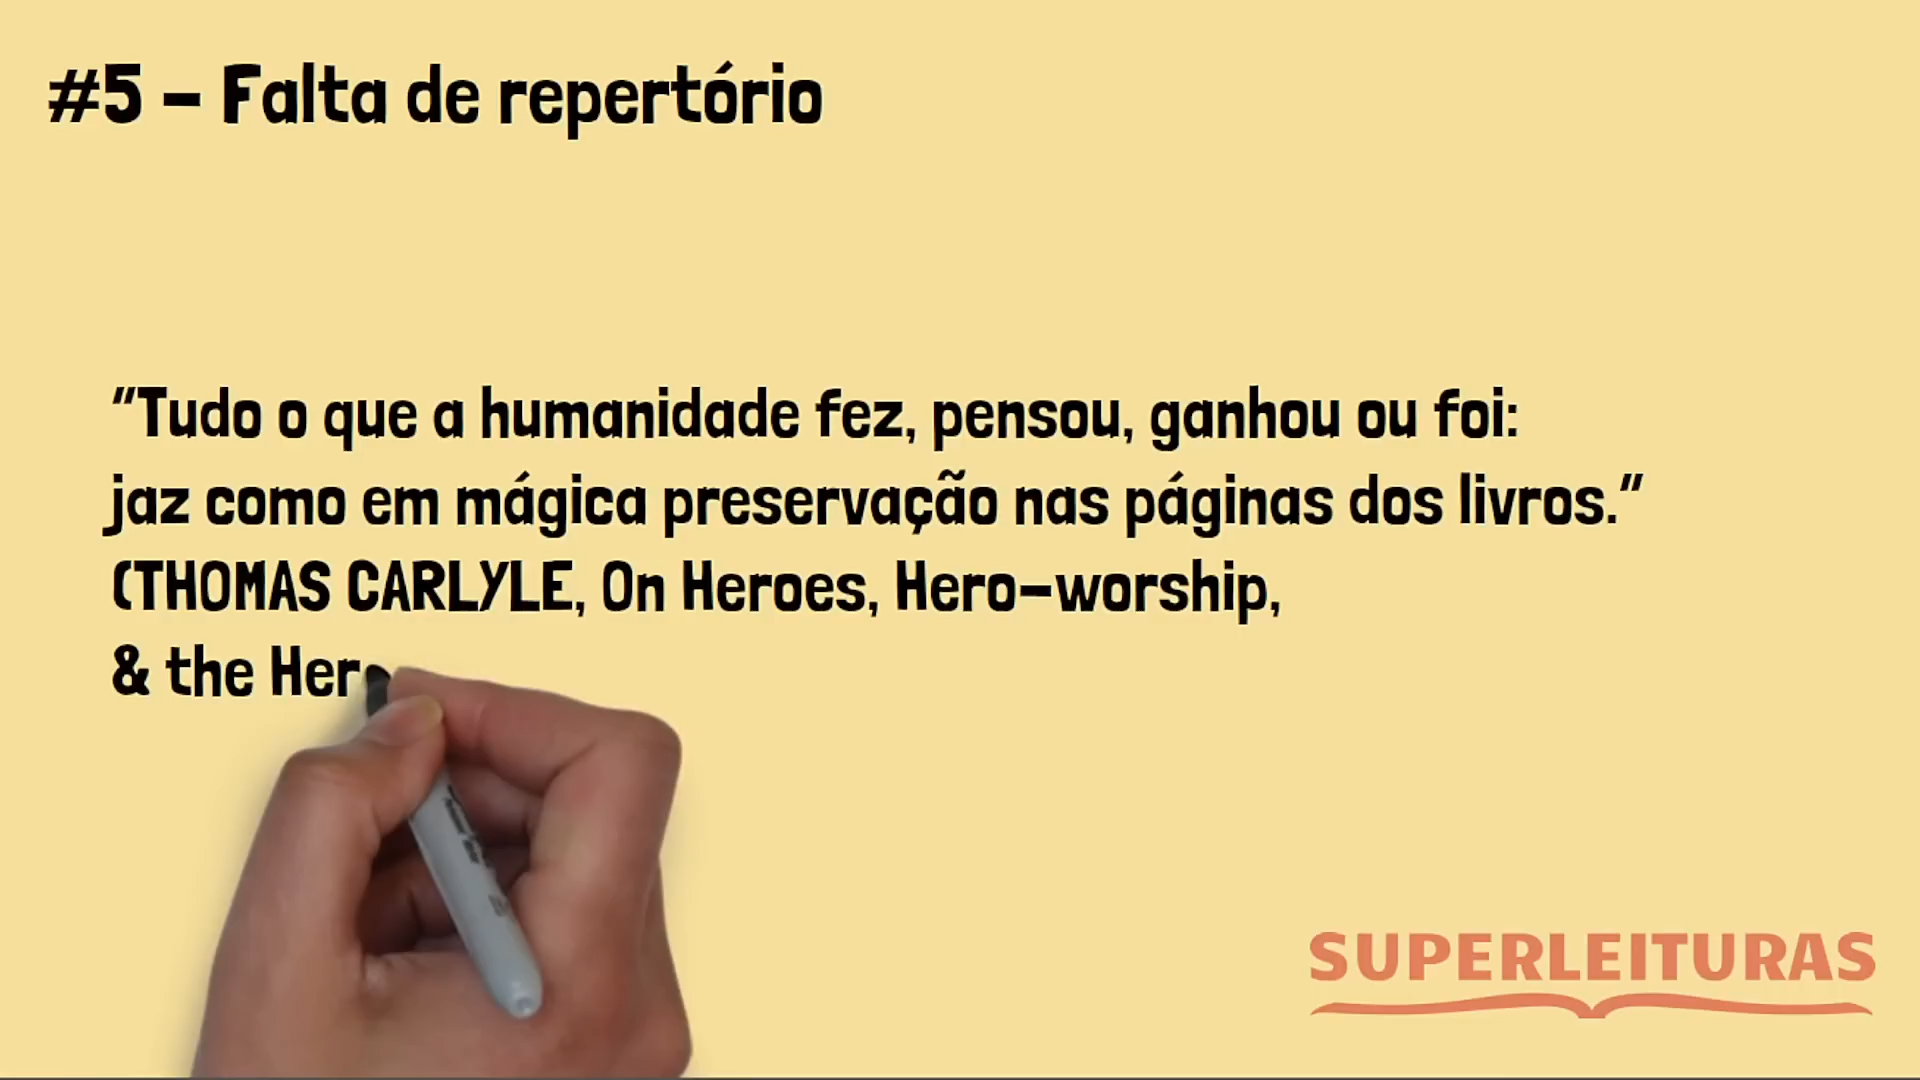 #5 – Falta de repertório
"Tudo o que a humanidade fez, pensou, ganhou ou foi:
jaz como em mágica preservação nas páginas dos livros."
(THOMAS CARLYLE, On Heroes, Hero-worship,
& the Her
SUPERLEITURAS